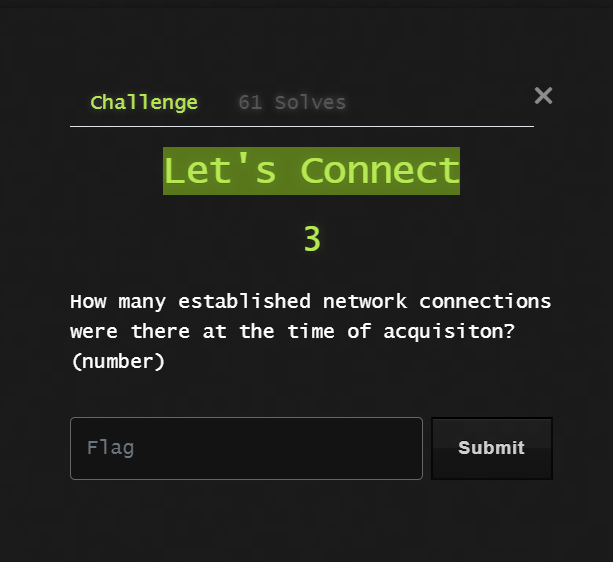 Challenge
61 Solves
×
Let's Connect
3
How many established network connections
were there at the time of acquisiton?
(number)
Flag
Submit